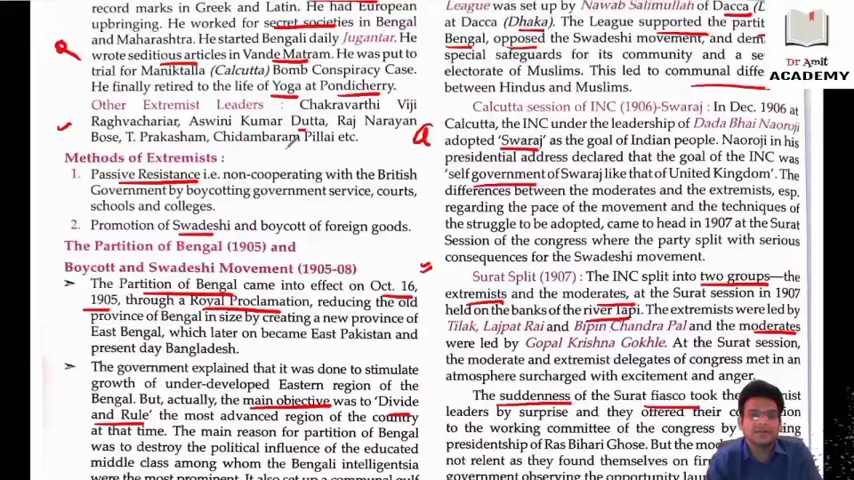 record marks in Greek and Latin. He had European
upbringing. He worked for secret societies in Bengal
and Maharashtra. He started Bengali daily Jugantar. He
wrote seditious articles in Vande Matram. He was put to
trial for Maniktalla (Calcutta) Bomb Conspiracy Case.
He finally retired to the life of Yoga at Pondicherry.
Other Extremist Leaders : Chakravarthi Viji
Raghvachariar, Aswini Kumar Dutta, Raj Narayan
Bose, T. Prakasham, Chidambaram Pillai etc.
Methods of Extremists :
1. Passive Resistance i.e. non-cooperating with the British
Government by boycotting government service, courts,
schools and colleges.
2. Promotion of Swadeshi and boycott of foreign goods.
The Partition of Bengal (1905) and
Boycott and Swadeshi Movement (1905-08)
➤ The Partition of Bengal came into effect on Oct. 16,
1905, through a Royal Proclamation, reducing the old
province of Bengal in size by creating a new province of
East Bengal, which later on became East Pakistan and
present day Bangladesh.
➤ The government explained that it was done to stimulate
growth of under-developed Eastern region of the
Bengal. But, actually, the main objective was to 'Divide
and Rule' the most advanced region of the country
at that time. The main reason for partition of Bengal
was to destroy the political influence of the educated
middle class among whom the Bengali intelligentsia
were the most prominent. It also set up a communal gulf
League was set up by Nawab Salimullah of Dacca
at Dacca (Dhaka). The League supported the partit
Bengal, opposed the Swadeshi movement, and dem
special safeguards for its community and a se
electorate of Muslims. This led to communal diffe
between Hindus and Muslims.
Calcutta session of INC (1906)-Swaraj : In Dec. 1906 at
Calcutta, the INC under the leadership of Dada Bhai Naoroji
adopted 'Swaraj' as the goal of Indian people. Naoroji in his
presidential address declared that the goal of the INC was
'self government of Swaraj like that of United Kingdom'. The
differences between the moderates and the extremists, esp.
regarding the pace of the movement and the techniques of
the struggle to be adopted, came to head in 1907 at the Surat
Session of the congress where the party split with serious
consequences for the Swadeshi movement.
Surat Split (1907) : The INC split into two groups—the
extremists and the moderates, at the Surat session in 1907
held on the banks of the river Tapi. The extremists were led by
Tilak, Lajpat Rai and Bipin Chandra Pal and the moderates
were led by Gopal Krishna Gokhle. At the Surat session,
the moderate and extremist delegates of congress met in an
atmosphere surcharged with excitement and anger.
The suddenness of the Surat fiasco took the mist
leaders by surprise and they offered their
to the working committee of the congress by
presidentship of Ras Bihari Ghose. But the mod
not relent as they found themselves on firm
government observing the opportunity
Dr Amit
ACADEMY